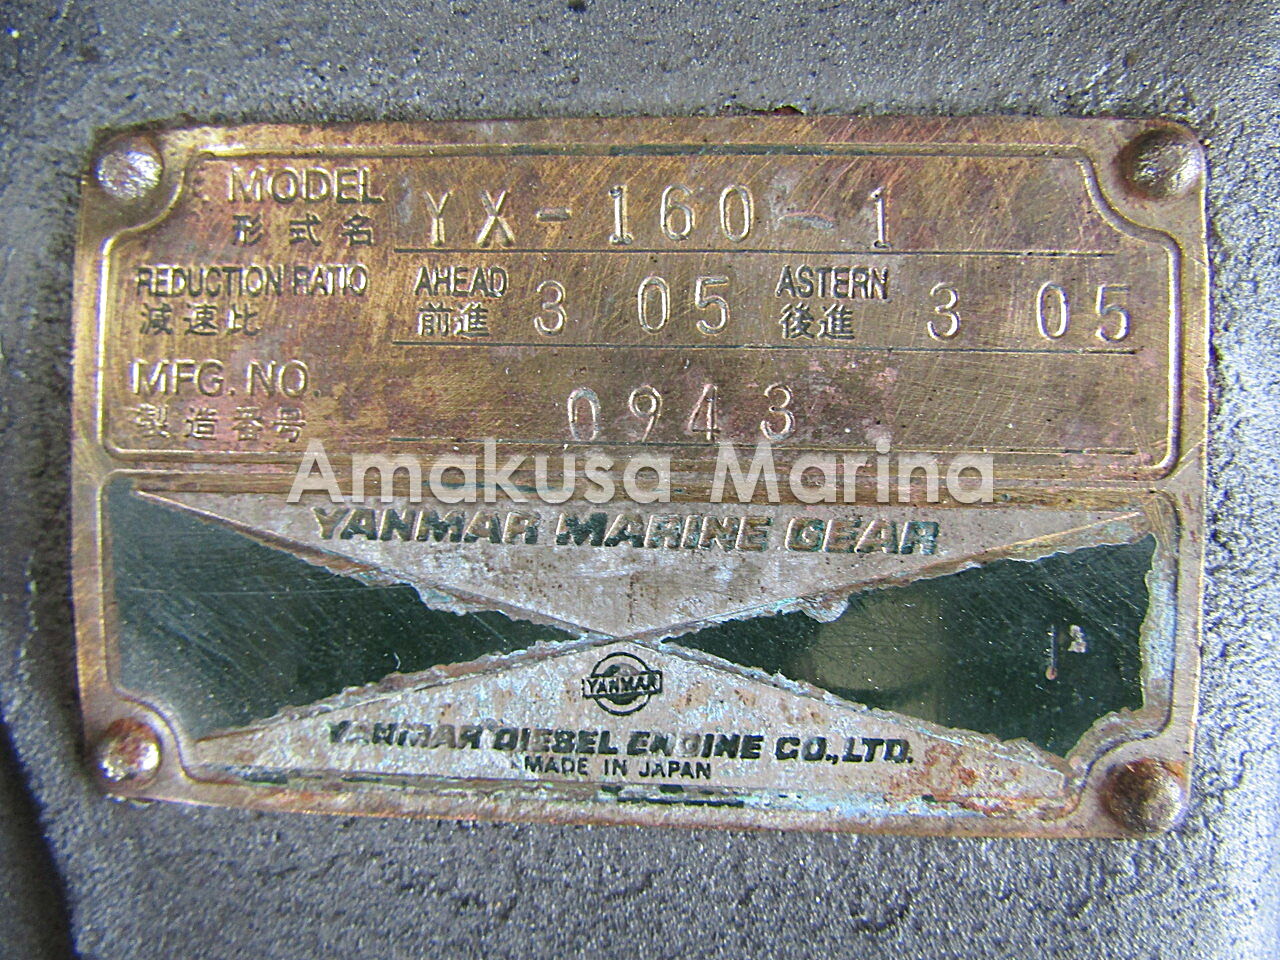 MODEL YX-160-1
形式名
REDUCTION RATIO AHEAD 3 05 ASTERN 3 05
減速比 前進 後進
MFG. NO. 0943
製造番号
Amakusa Marina
YANMAR MARINE GEAR
YANMAR
YANMAR DIESEL ENGINE CO., LTD.
MADE IN JAPAN